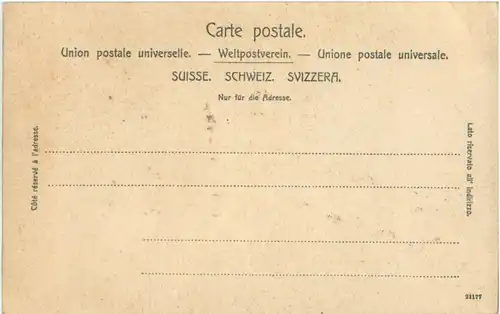 Carte postale.
Union postale universelle. — Weltpostverein. — Unione postale universale.
SUISSE. SCHWEIZ. SVIZZERA.
Nur für die Adresse.
Côté réservé à l'adresse.
Lato riservato all' indirizzo.
22177